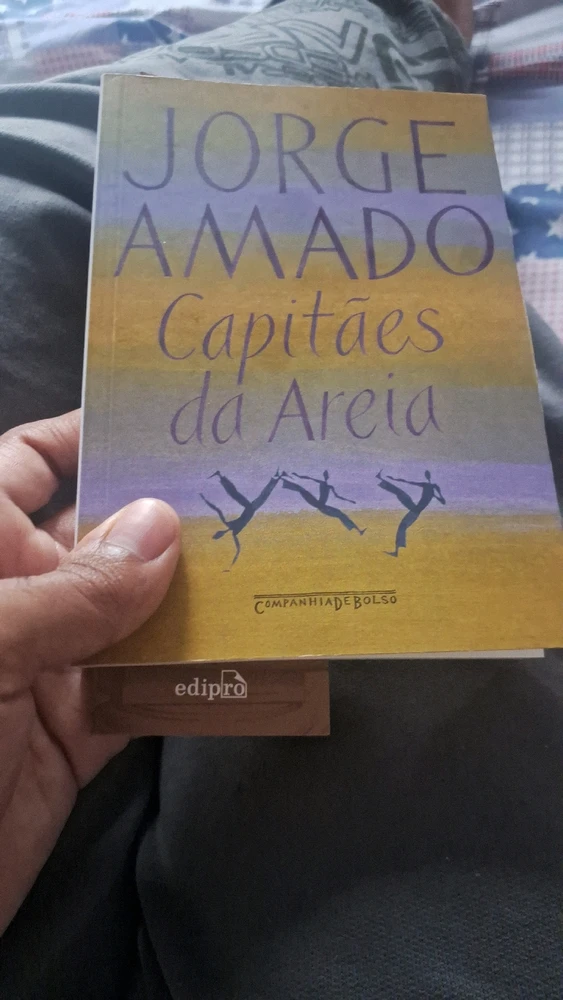 JORGE
AMADO
Capitães
da Areia
COMPANHIADEBOLSO
edipro